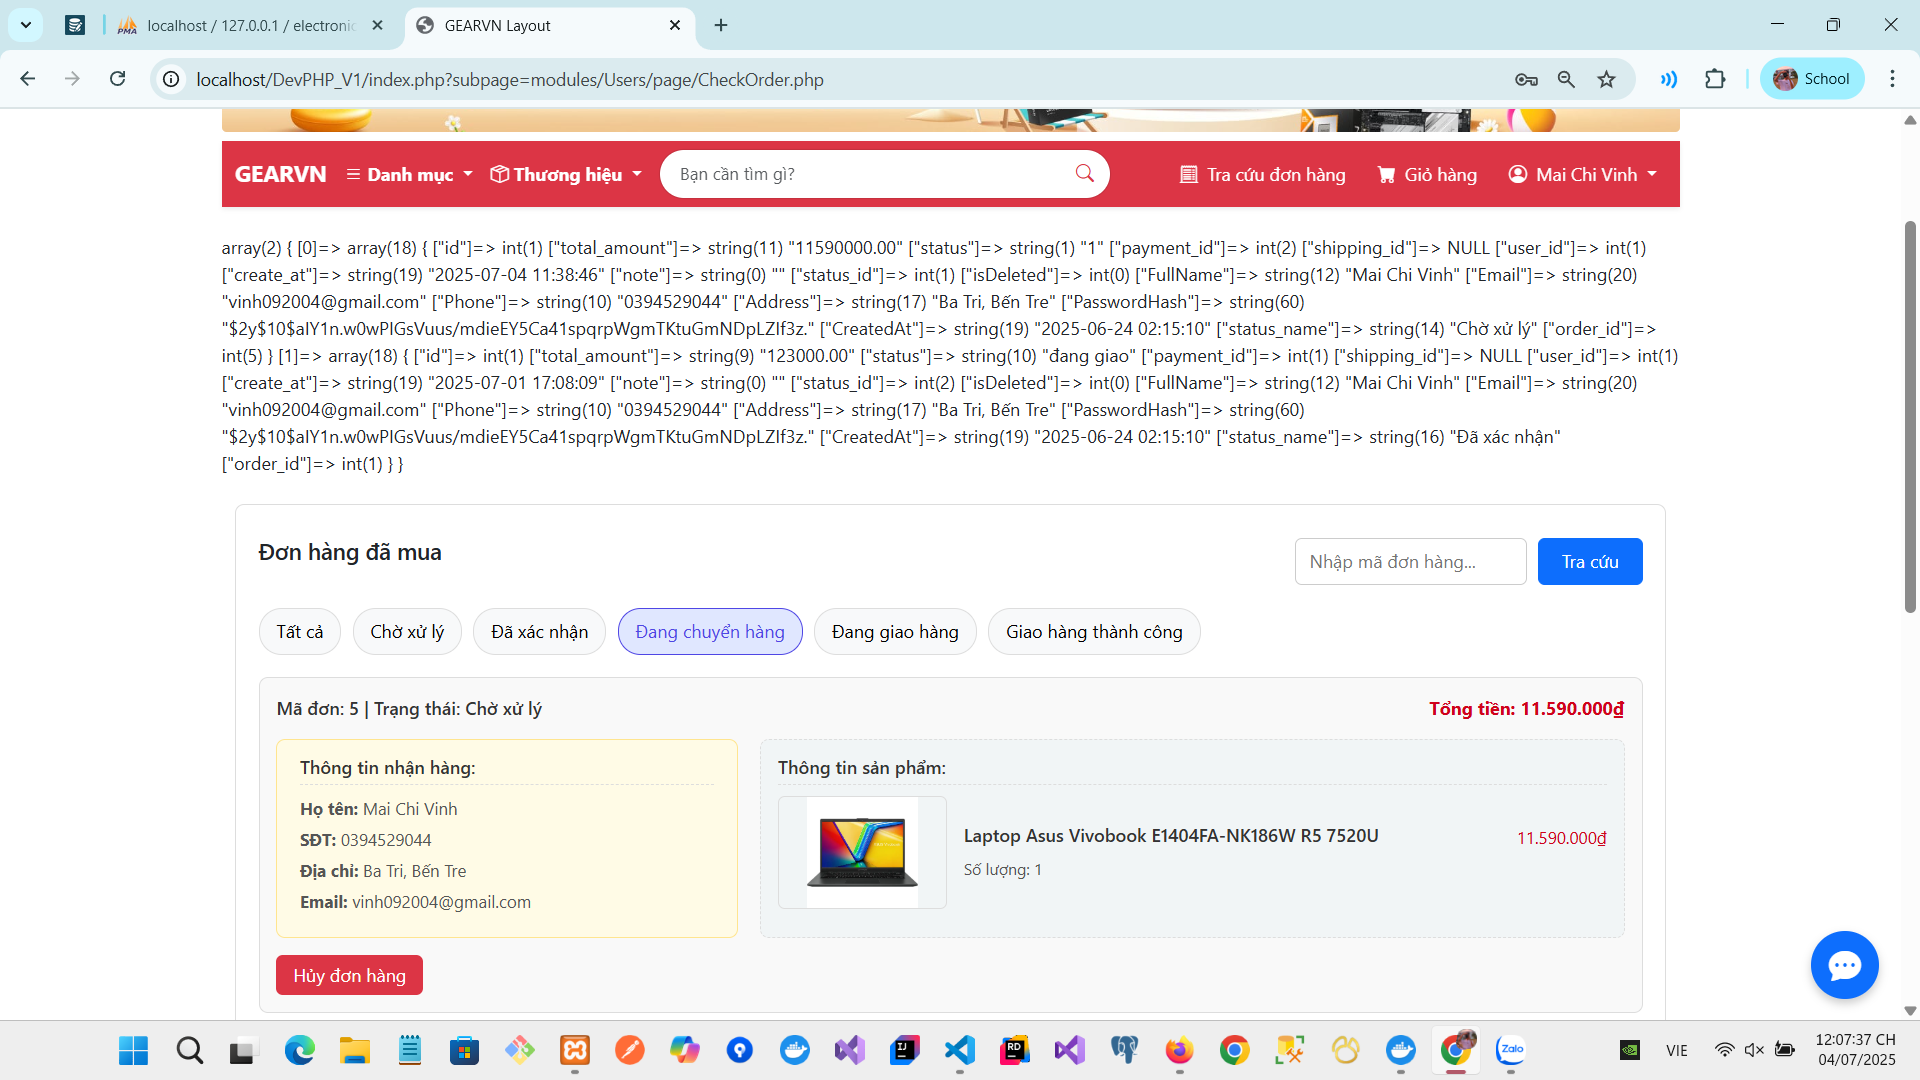 localhost / 127.0.0.1 / electronic
GEARVN Layout
localhost/DevPHP_V1/index.php?subpage=modules/Users/page/CheckOrder.php
School
GEARVN Danh mục Thương hiệu Bạn cần tìm gì? Tra cứu đơn hàng Giỏ hàng Mai Chi Vinh
array(2) { [0]=> array(18) { ["id"]=> int(1) ["total_amount"]=> string(11) "11590000.00" ["status"]=> string(1) "1" ["payment_id"]=> int(2) ["shipping_id"]=> NULL ["user_id"]=> int(1)
["create_at"]=> string(19) "2025-07-04 11:38:46" ["note"]=> string(0) "" ["status_id"]=> int(1) ["isDeleted"]=> int(0) ["FullName"]=> string(12) "Mai Chi Vinh" ["Email"]=> string(20)
"vinh092004@gmail.com" ["Phone"]=> string(10) "0394529044" ["Address"]=> string(17) "Ba Tri, Bến Tre" ["PasswordHash"]=> string(60)
"$2y$10$aIY1n.w0wPIGsVuus/mdieEY5Ca41spqrpWgmTKtuGmNDpLZIf3z." ["CreatedAt"]=> string(19) "2025-06-24 02:15:10" ["status_name"]=> string(14) "Chờ xử lý" ["order_id"]=>
int(5) } [1]=> array(18) { ["id"]=> int(1) ["total_amount"]=> string(9) "123000.00" ["status"]=> string(10) "đang giao" ["payment_id"]=> int(1) ["shipping_id"]=> NULL ["user_id"]=> int(1)
["create_at"]=> string(19) "2025-07-01 17:08:09" ["note"]=> string(0) "" ["status_id"]=> int(2) ["isDeleted"]=> int(0) ["FullName"]=> string(12) "Mai Chi Vinh" ["Email"]=> string(20)
"vinh092004@gmail.com" ["Phone"]=> string(10) "0394529044" ["Address"]=> string(17) "Ba Tri, Bến Tre" ["PasswordHash"]=> string(60)
"$2y$10$aIY1n.w0wPIGsVuus/mdieEY5Ca41spqrpWgmTKtuGmNDpLZIf3z." ["CreatedAt"]=> string(19) "2025-06-24 02:15:10" ["status_name"]=> string(16) "Đã xác nhận"
["order_id"]=> int(1) } }
Đơn hàng đã mua
Nhập mã đơn hàng... Tra cứu
Tất cả Chờ xử lý Đã xác nhận Đang chuyển hàng Đang giao hàng Giao hàng thành công
Mã đơn: 5 | Trạng thái: Chờ xử lý Tổng tiền: 11.590.000₫
Thông tin nhận hàng:
Họ tên: Mai Chi Vinh
SĐT: 0394529044
Địa chỉ: Ba Tri, Bến Tre
Email: vinh092004@gmail.com
Thông tin sản phẩm:
Laptop Asus Vivobook E1404FA-NK186W R5 7520U 11.590.000₫
Số lượng: 1
Hủy đơn hàng
VIE
12:07:37 CH
04/07/2025